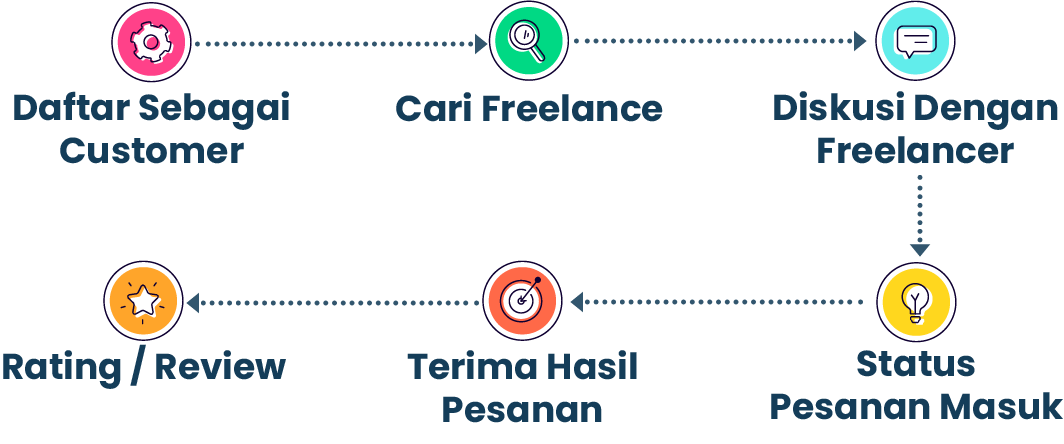 Daftar Sebagai
Customer
Cari Freelance
Diskusi Dengan
Freelancer
Status
Pesanan Masuk
Terima Hasil
Pesanan
Rating / Review